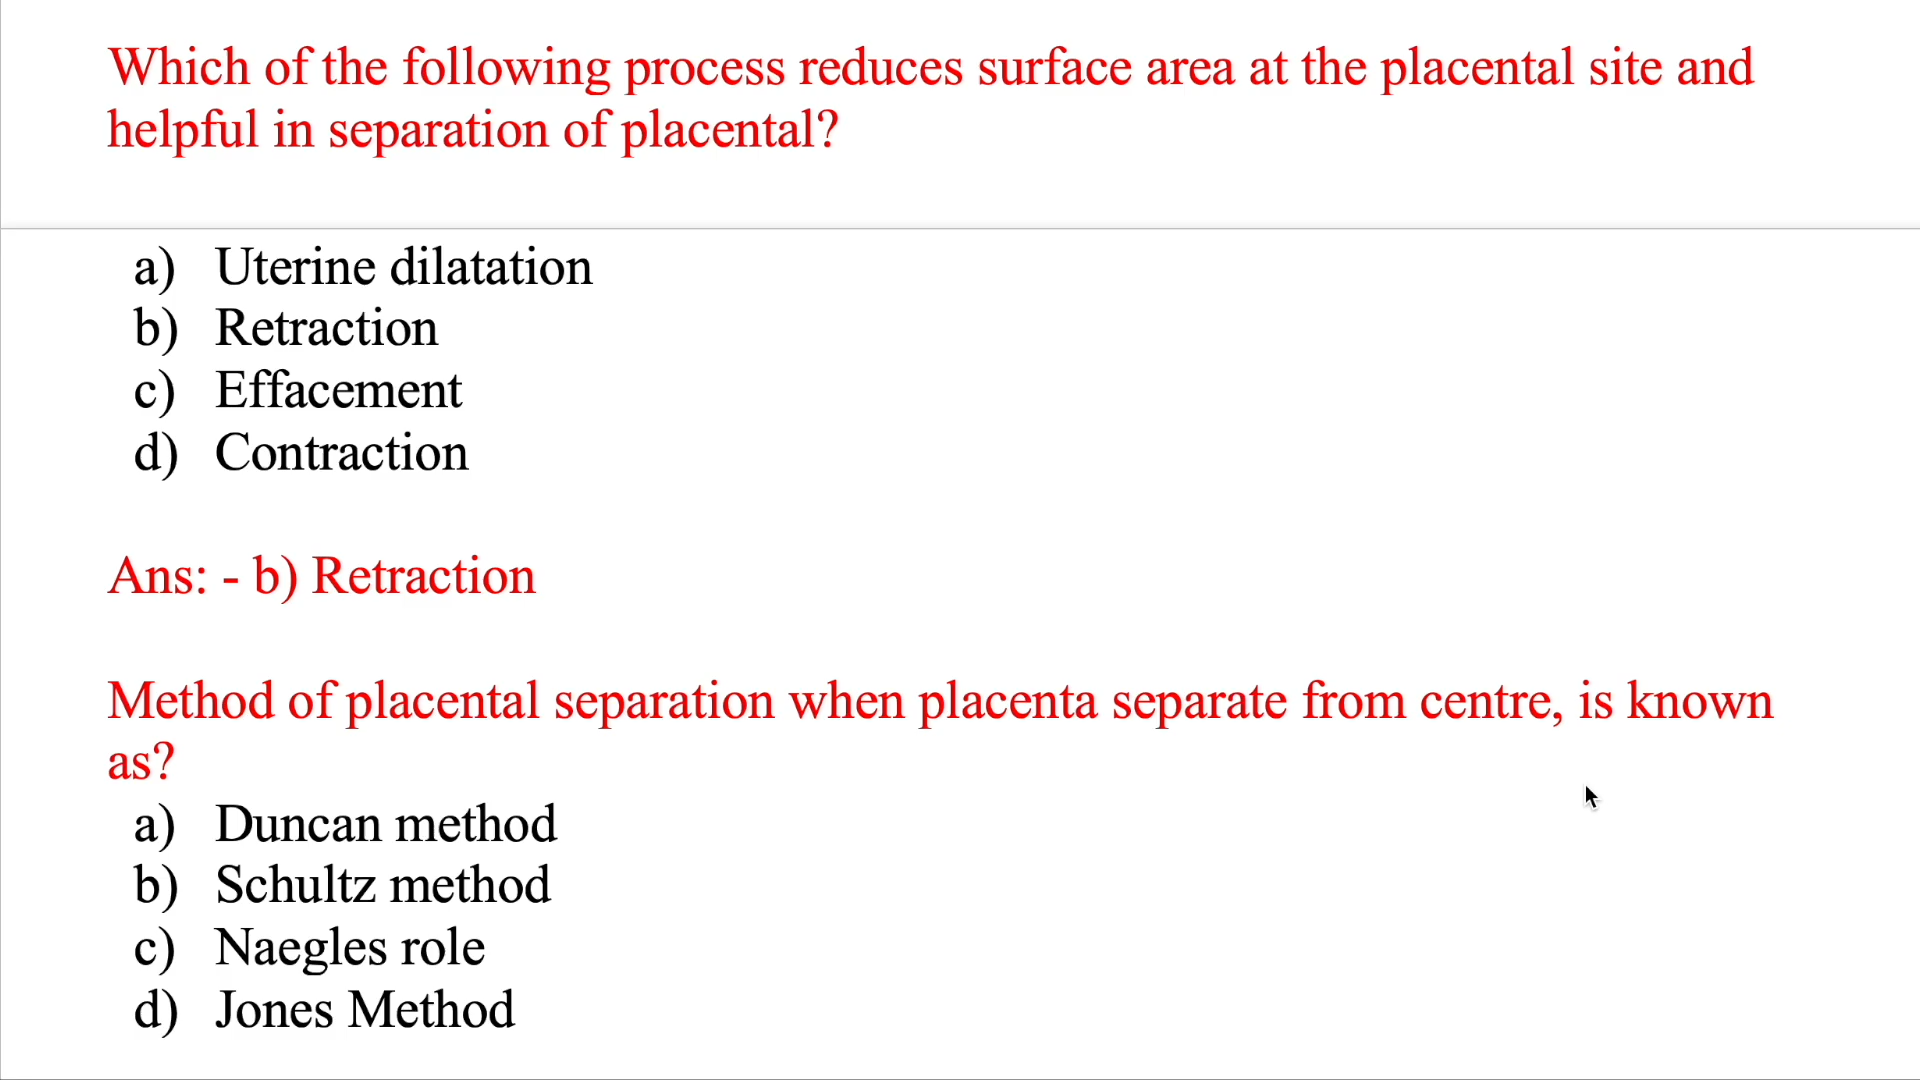 Which of the following process reduces surface area at the placental site and
helpful in separation of placental?
a) Uterine dilatation
b) Retraction
c) Effacement
d) Contraction
Ans: - b) Retraction
Method of placental separation when placenta separate from centre, is known
as?
a) Duncan method
b) Schultz method
c) Naegles role
d) Jones Method